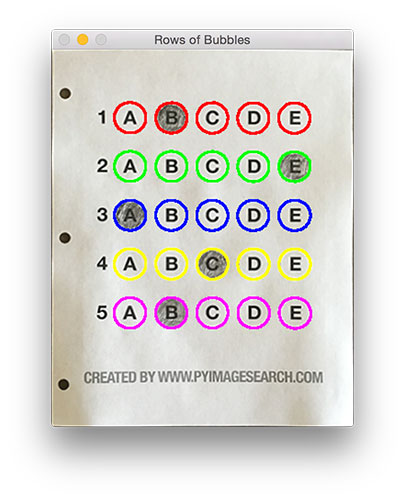 Rows of Bubbles
1 A B C D E
2 A B C D E
3 A B C D E
4 A B C D E
5 A B C D E
CREATED BY WWW.PYIMAGESEARCH.COM